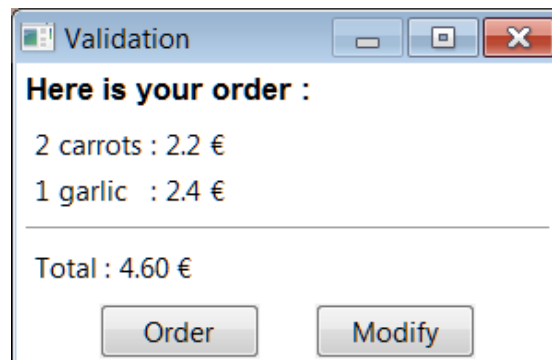 Validation
Here is your order :
2 carrots : 2.2 €
1 garlic : 2.4 €
Total : 4.60 €
Order Modify